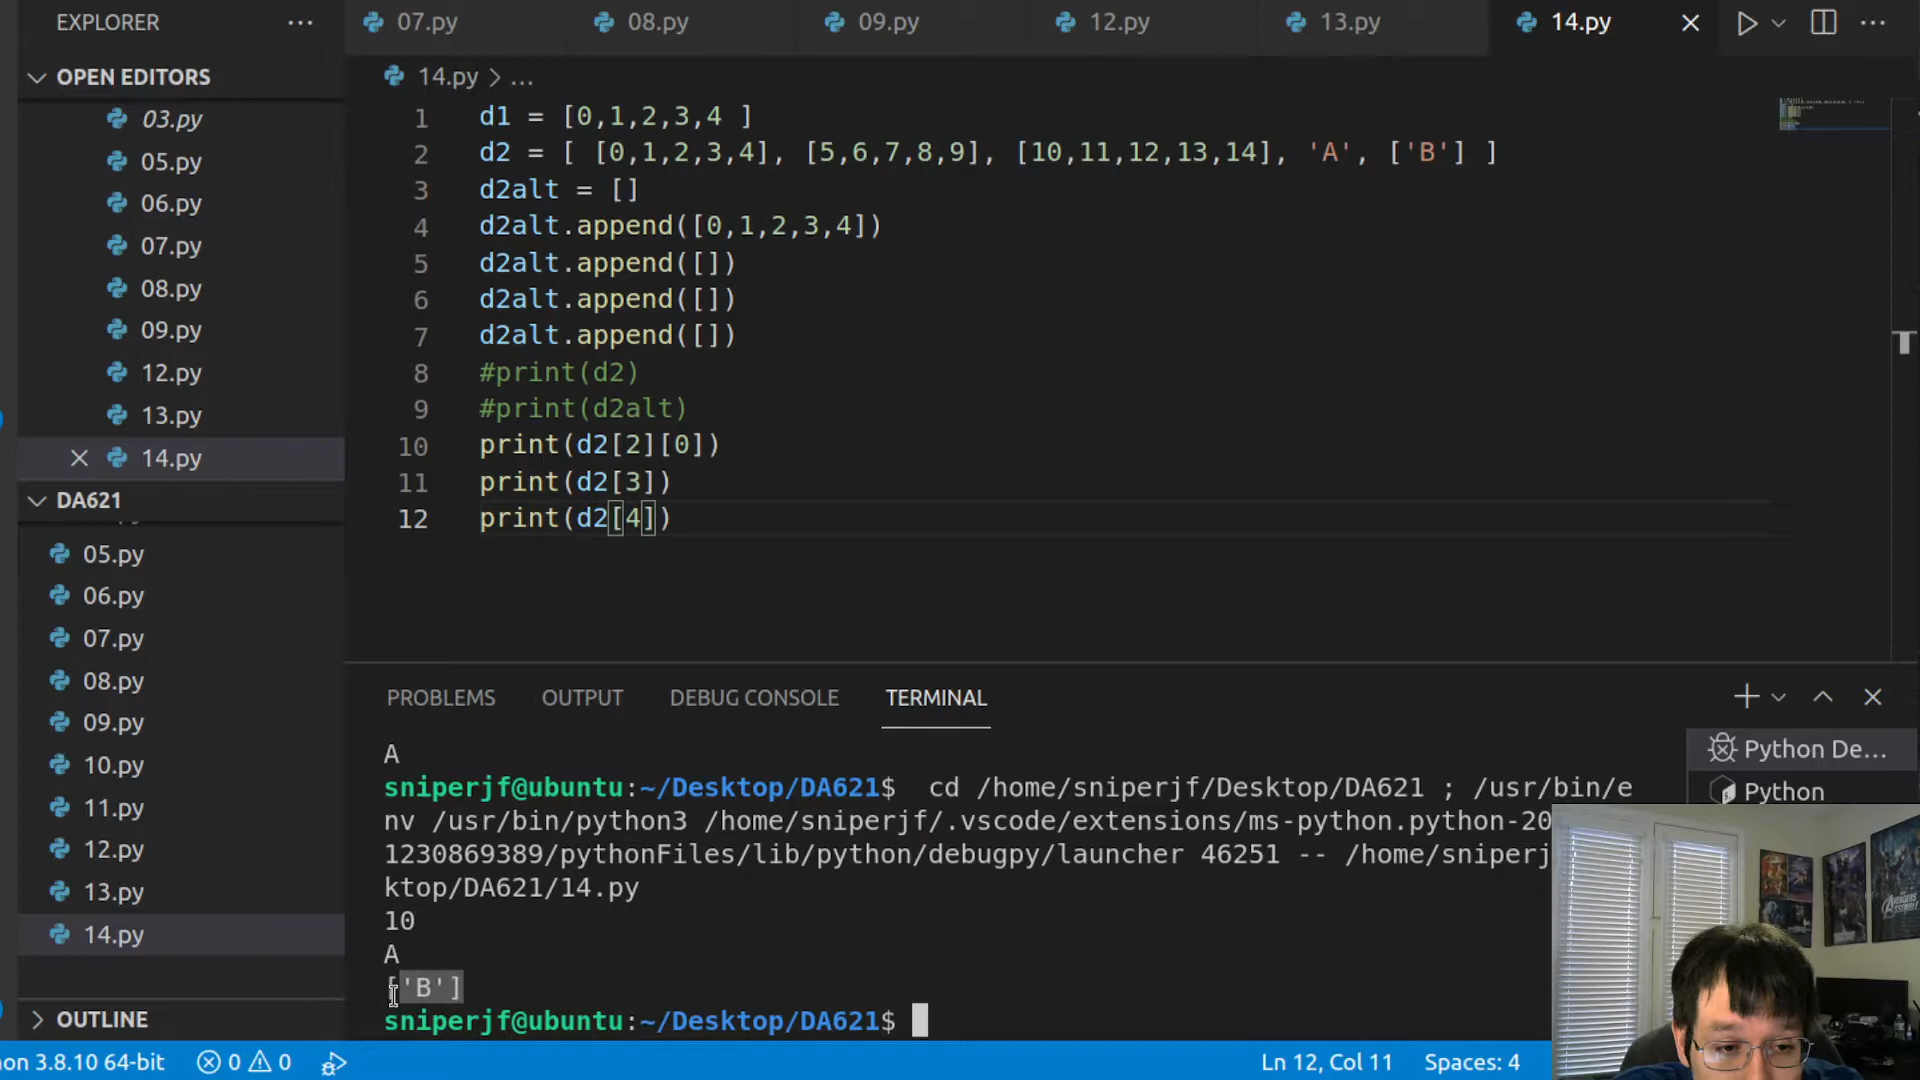 EXPLORER
OPEN EDITORS
03.py
05.py
06.py
07.py
08.py
09.py
12.py
13.py
14.py
DA621
05.py
06.py
07.py
08.py
09.py
10.py
11.py
12.py
13.py
14.py
OUTLINE
07.py 08.py 09.py 12.py 13.py 14.py
14.py > ...
1 d1 = [0,1,2,3,4 ]
2 d2 = [ [0,1,2,3,4], [5,6,7,8,9], [10,11,12,13,14], 'A', ['B'] ]
3 d2alt = []
4 d2alt.append([0,1,2,3,4])
5 d2alt.append([])
6 d2alt.append([])
7 d2alt.append([])
8 #print(d2)
9 #print(d2alt)
10 print(d2[2][0])
11 print(d2[3])
12 print(d2[4])
PROBLEMS OUTPUT DEBUG CONSOLE TERMINAL
A
sniperjf@ubuntu:~/Desktop/DA621$ cd /home/sniperjf/Desktop/DA621 ; /usr/bin/e
nv /usr/bin/python3 /home/sniperjf/.vscode/extensions/ms-python.python-20
1230869389/pythonFiles/lib/python/debugpy/launcher 46251 -- /home/sniperj
ktop/DA621/14.py
10
A
['B']
sniperjf@ubuntu:~/Desktop/DA621$
Python De...
Python
AVENGERS
ASSEMBLE
on 3.8.10 64-bit 0 0 Ln 12, Col 11 Spaces: 4